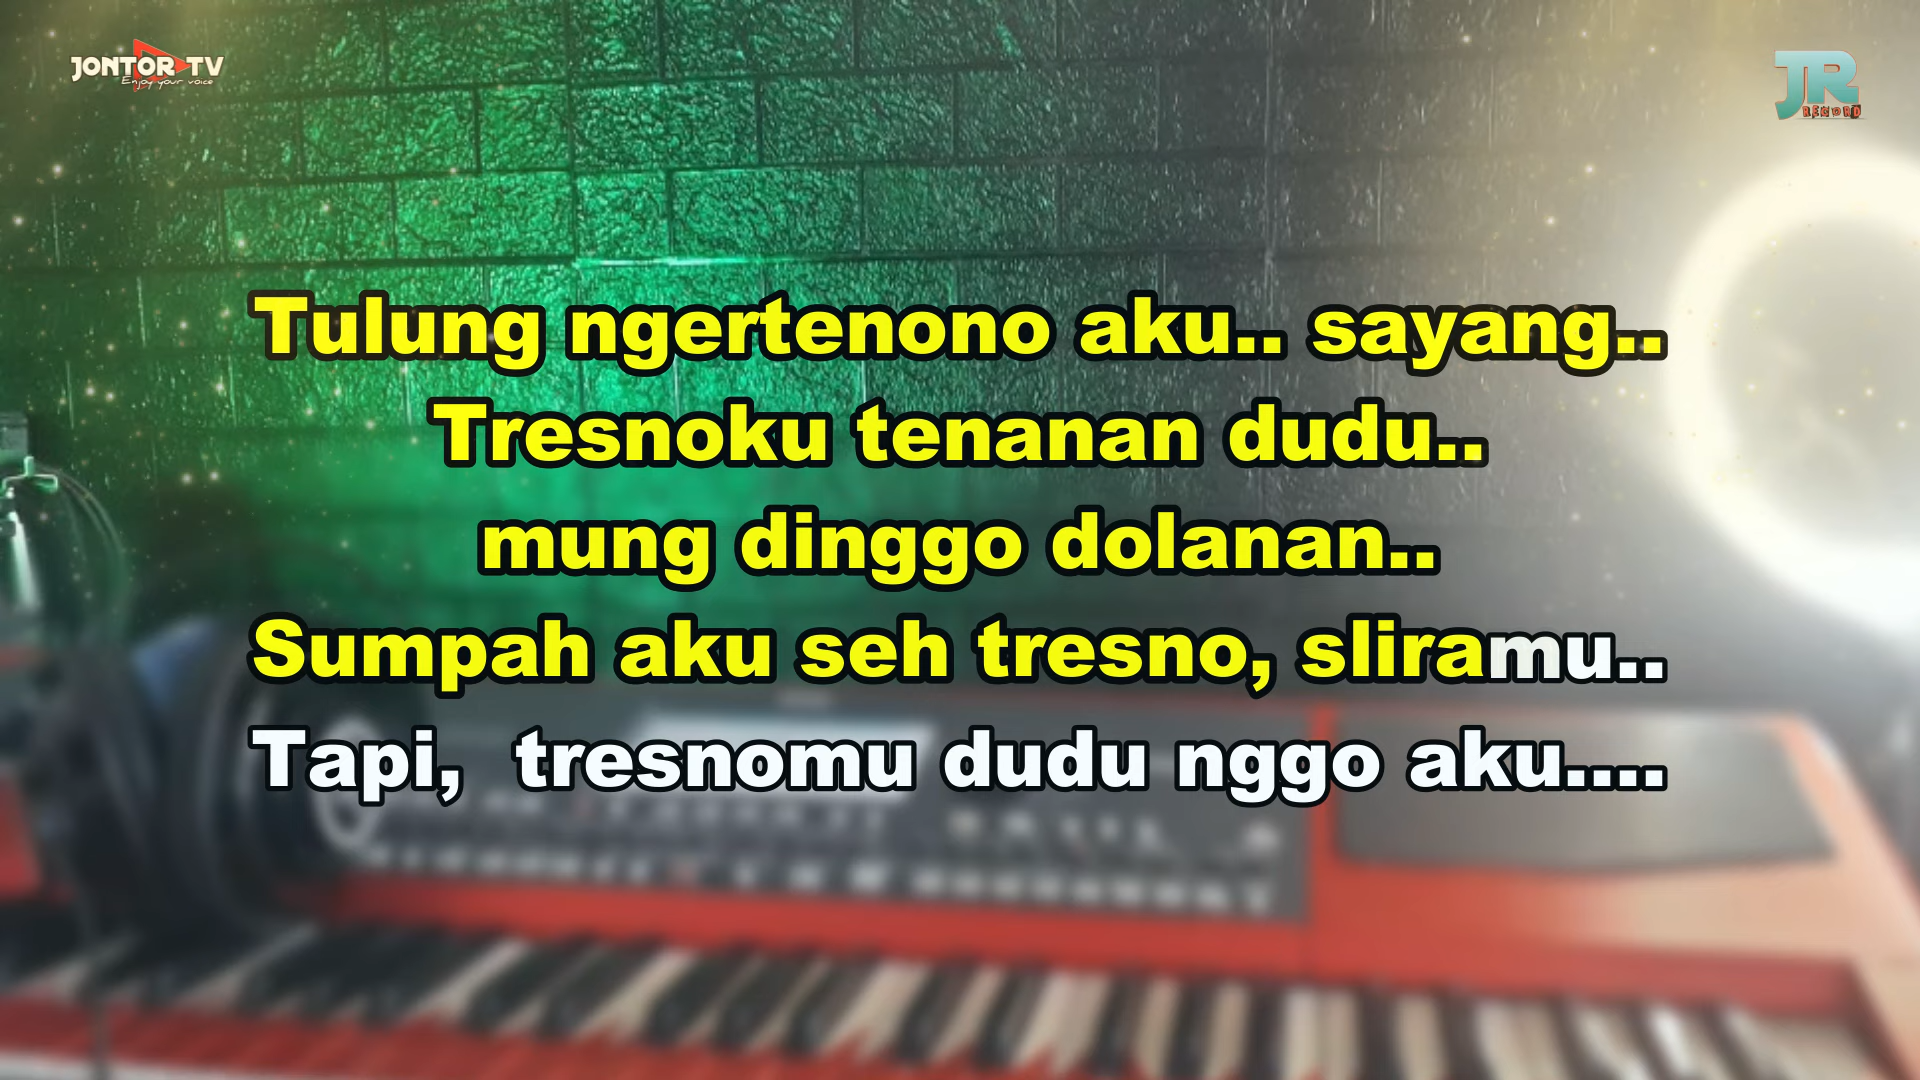 JONTOR TV
Enjoy your voice
JR
RECORD
Tulung ngertenono aku.. sayang..
Tresnoku tenanan dudu..
mung dinggo dolanan..
Sumpah aku seh tresno, sliramu..
Tapi,  tresnomu dudu nggo aku....